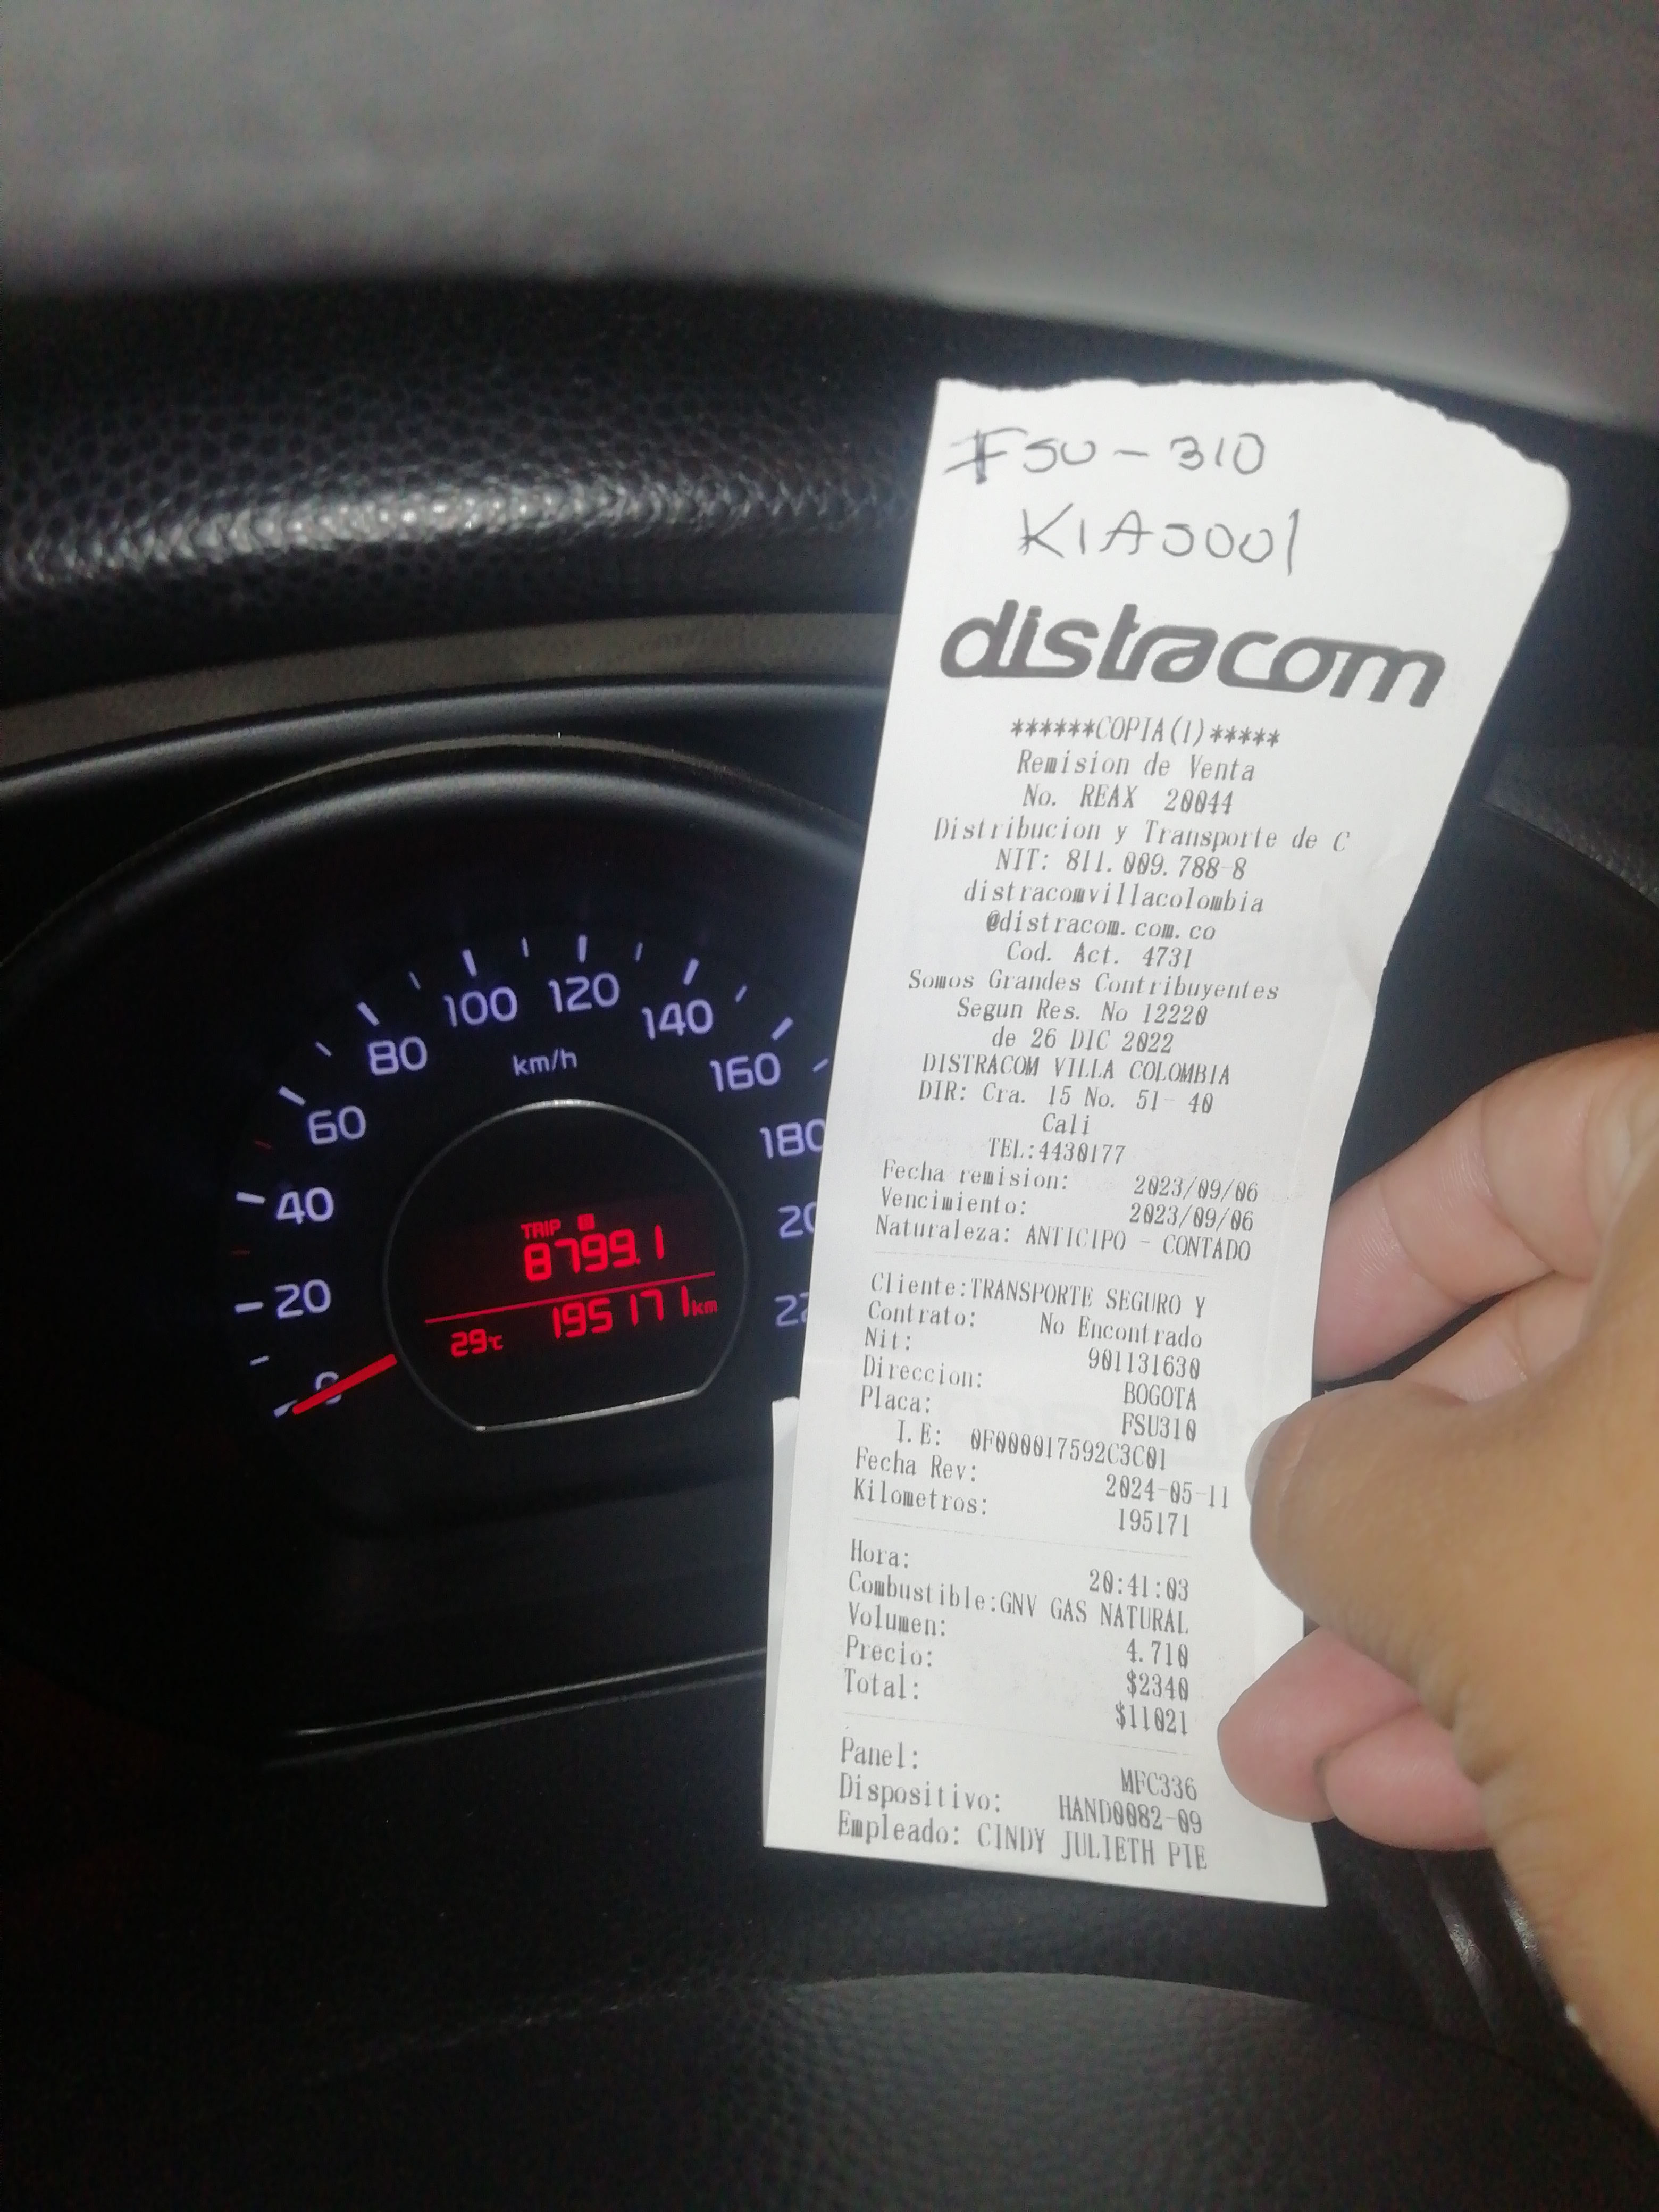 FSU-310
KIA5001
distracom
******COPIA(1)*****
Remision de Venta
No. REAX 20044
Distribucion y Transporte de C
NIT: 811.009.788-8
distracomvillacolombia
@distracom.com.co
Cod. Act. 4731
Somos Grandes Contribuyentes
Segun Res. No 12220
de 26 DIC 2022
DISTRACOM VILLA COLOMBIA
DIR: Cra. 15 No. 51- 40
Cali
TEL:4430177
Fecha remision: 2023/09/06
Vencimiento: 2023/09/06
Naturaleza: ANTICIPO - CONTADO
Cliente:TRANSPORTE SEGURO Y
Contrato: No Encontrado
Nit: 901131630
Direccion: BOGOTA
Placa: FSU310
I.E: 0F000017592C3C01
Fecha Rev: 2024-05-11
Kilometros: 195171
Hora: 20:41:03
Combustible:GNV GAS NATURAL
Volumen: 4.710
Precio: $2340
Total: $11021
Panel: MFC336
Dispositivo: HAND0082-09
Empleado: CINDY JULIETH PIE
0
20
40
60
80
100
120
140
160
180
km/h
TRIP
8799.1
195171km
29°C